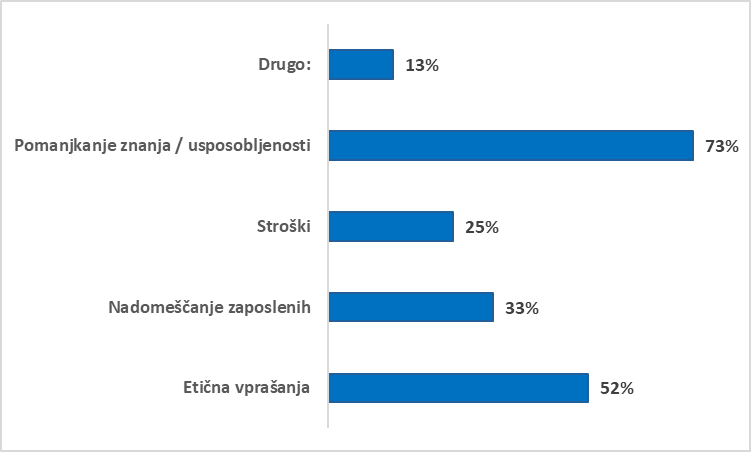 Drugo: 13%
Pomanjkanje znanja / usposobljenosti 73%
Stroški 25%
Nadomeščanje zaposlenih 33%
Etična vprašanja 52%